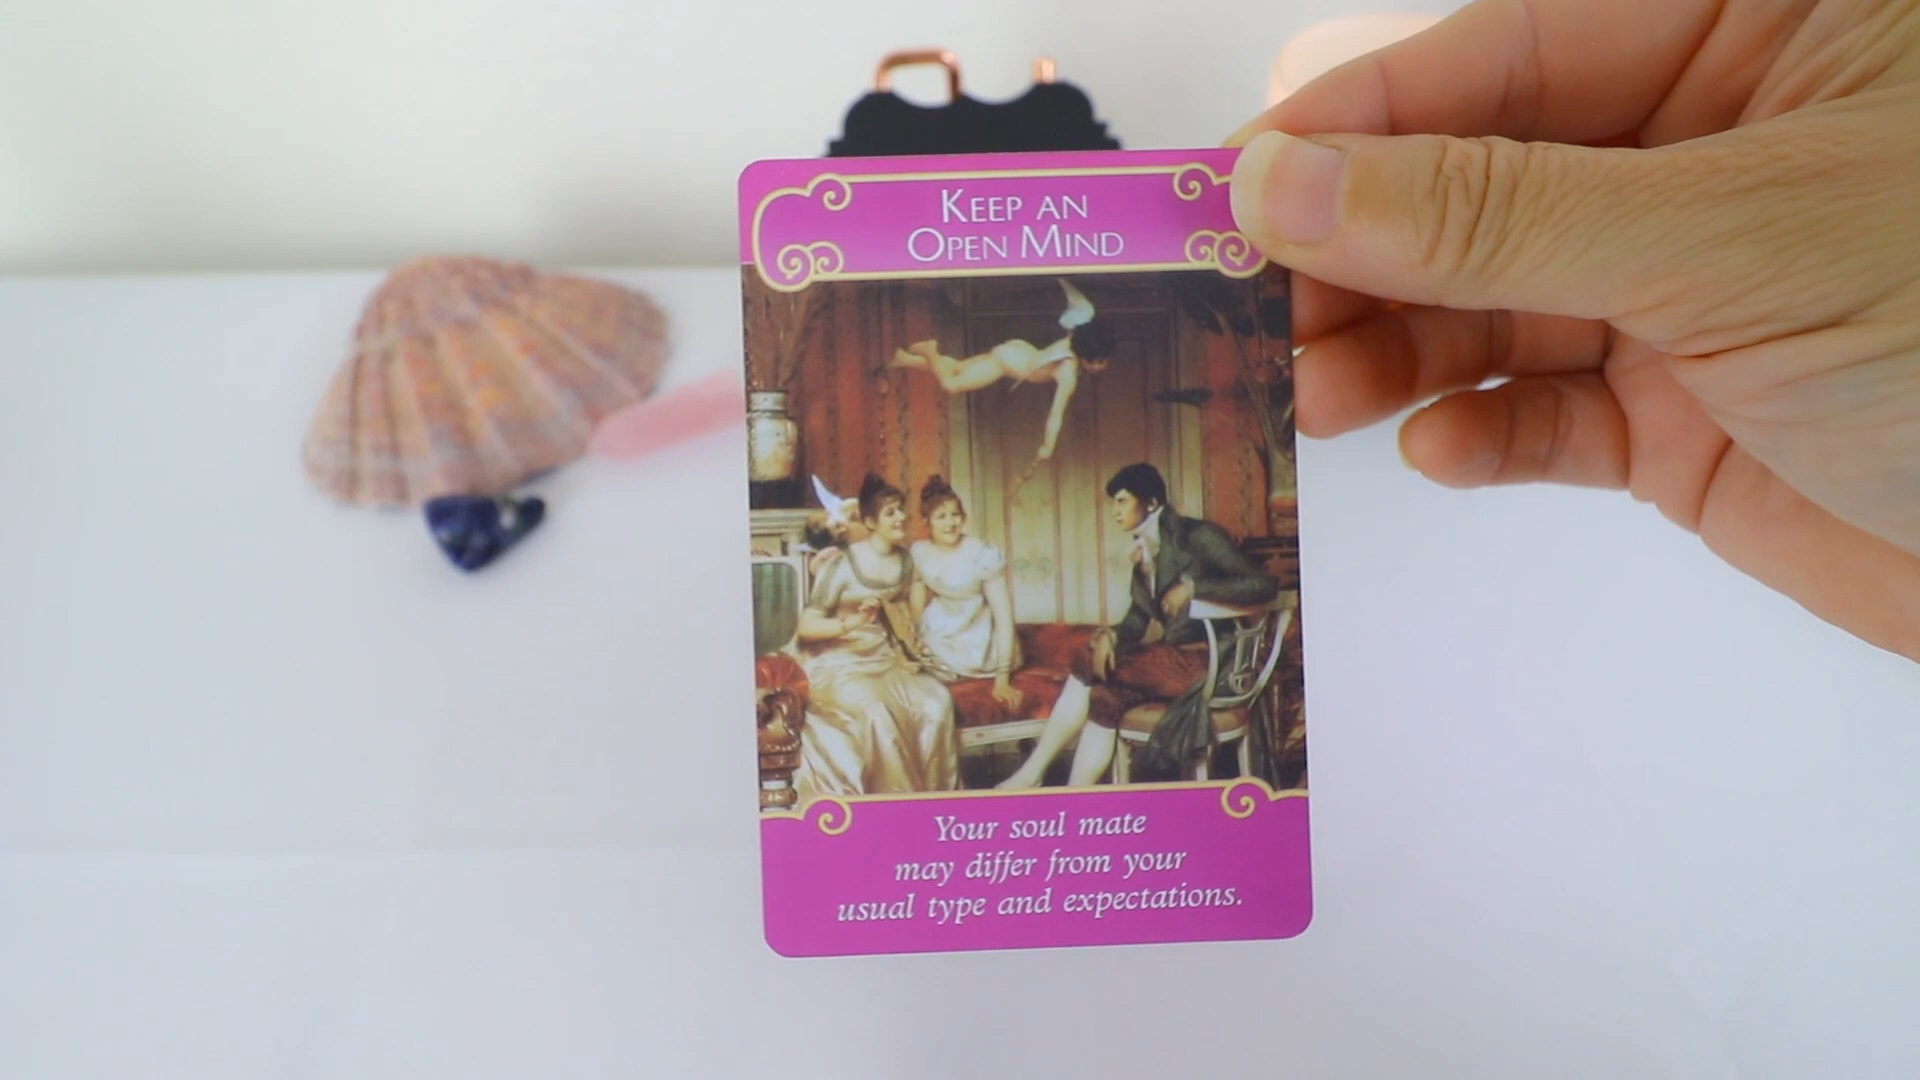 KEEP AN
OPEN MIND
Your soul mate
may differ from your
usual type and expectations.